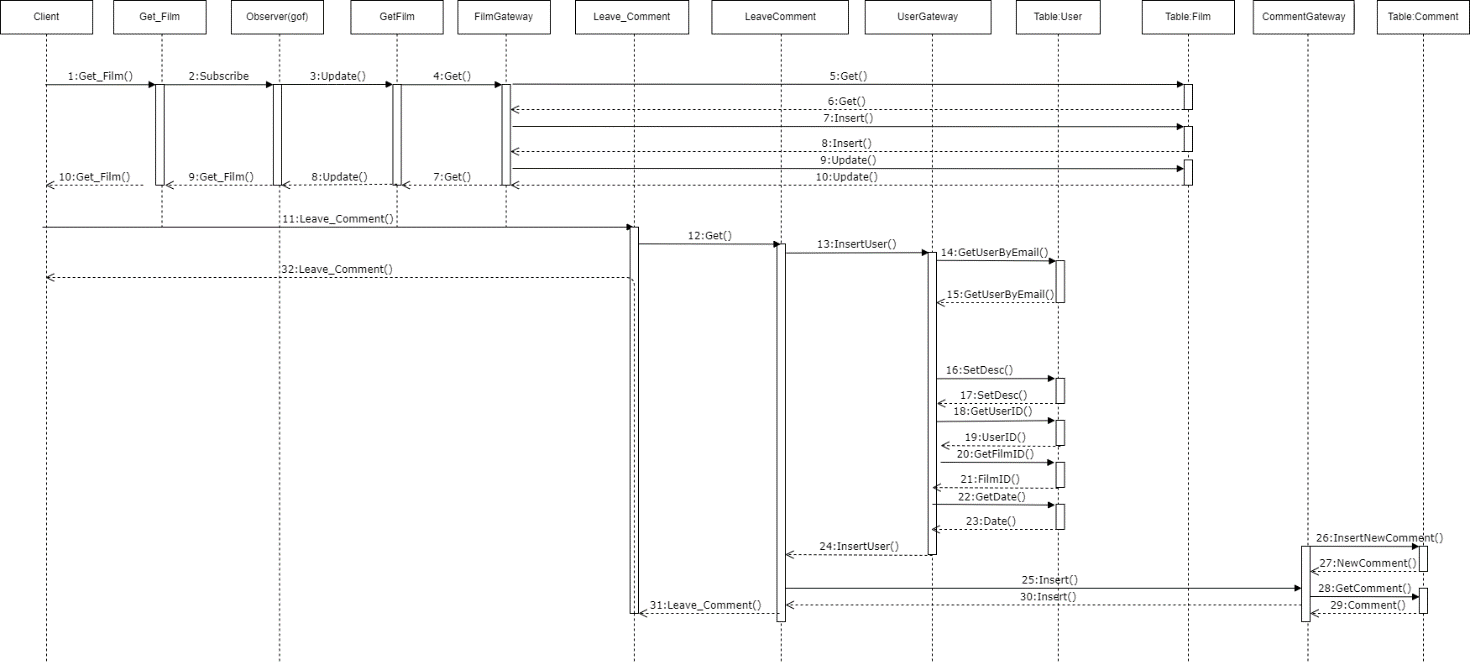 Client
Get_Film
Observer(gof)
GetFilm
FilmGateway
Leave_Comment
LeaveComment
UserGateway
Table:User
Table:Film
CommentGateway
Table:Comment
1:Get_Film()
2:Subscribe
3:Update()
4:Get()
5:Get()
6:Get()
7:Insert()
8:Insert()
9:Update()
10:Get_Film()
9:Get_Film()
8:Update()
7:Get()
10:Update()
11:Leave_Comment()
12:Get()
13:InsertUser()
14:GetUserByEmail()
32:Leave_Comment()
15:GetUserByEmail()
16:SetDesc()
17:SetDesc()
18:GetUserID()
19:UserID()
20:GetFilmID()
21:FilmID()
22:GetDate()
23:Date()
24:InsertUser()
26:InsertNewComment()
27:NewComment()
25:Insert()
28:GetComment()
30:Insert()
31:Leave_Comment()
29:Comment()